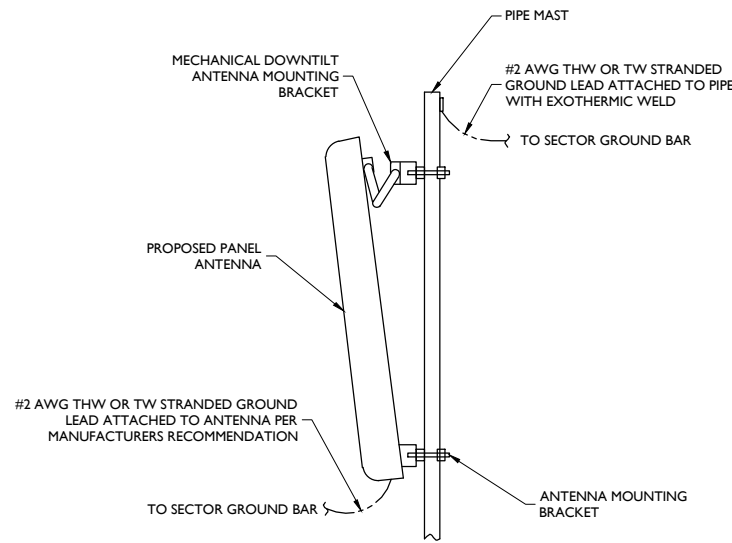 PIPE MAST
MECHANICAL DOWNTILT
ANTENNA MOUNTING
BRACKET
#2 AWG THW OR TW STRANDED
GROUND LEAD ATTACHED TO PIPE
WITH EXOTHERMIC WELD
TO SECTOR GROUND BAR
PROPOSED PANEL
ANTENNA
#2 AWG THW OR TW STRANDED GROUND
LEAD ATTACHED TO ANTENNA PER
MANUFACTURERS RECOMMENDATION
TO SECTOR GROUND BAR
ANTENNA MOUNTING
BRACKET